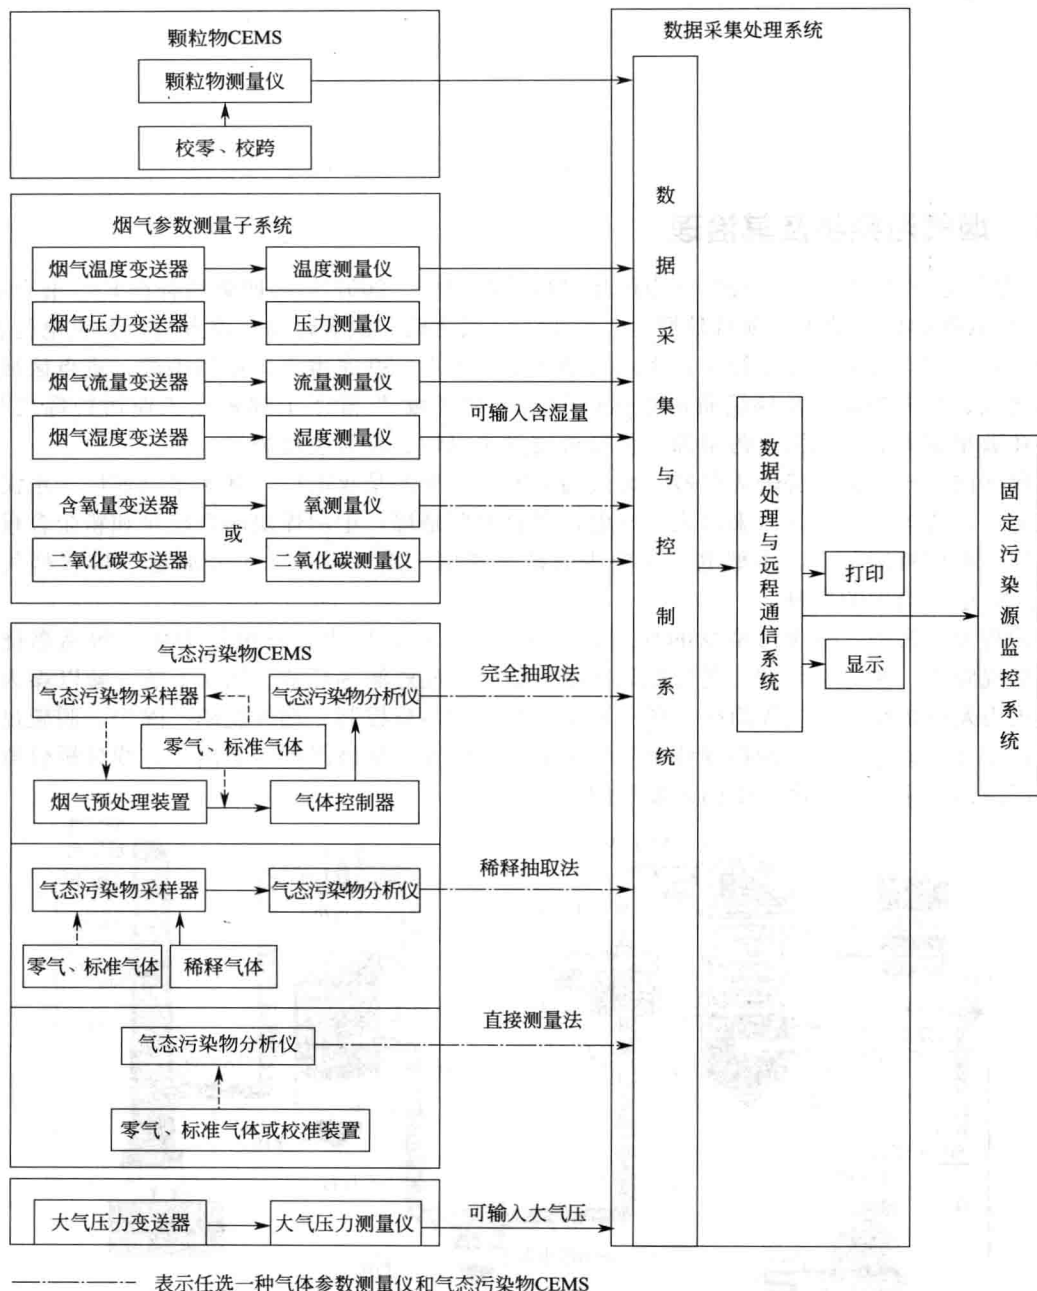 颗粒物CEMS
颗粒物测量仪
校零、校跨
烟气参数测量子系统
烟气温度变送器
温度测量仪
烟气压力变送器
压力测量仪
烟气流量变送器
流量测量仪
可输入含湿量
烟气湿度变送器
湿度测量仪
含氧量变送器
氧测量仪
或
二氧化碳变送器
二氧化碳测量仪
气态污染物CEMS
完全抽取法
气态污染物采样器
气态污染物分析仪
零气、标准气体
烟气预处理装置
气体控制器
稀释抽取法
气态污染物采样器
气态污染物分析仪
零气、标准气体
稀释气体
直接测量法
气态污染物分析仪
零气、标准气体或校准装置
大气压力变送器
大气压力测量仪
可输入大气压
数据采集处理系统
数据采集与控制系统
数据处理与远程通信系统
打印
显示
固定污染源监控系统
表示任选一种气体参数测量仪和气态污染物CEMS